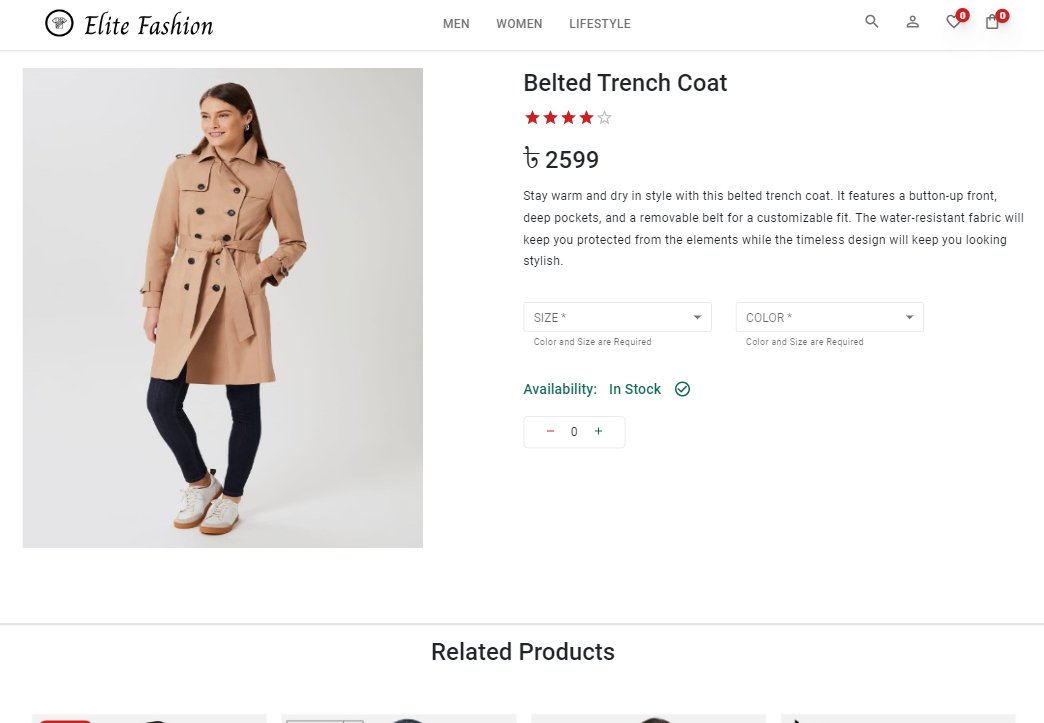 Elite Fashion
MEN WOMEN LIFESTYLE
0 0
Belted Trench Coat
৳ 2599
Stay warm and dry in style with this belted trench coat. It features a button-up front,
deep pockets, and a removable belt for a customizable fit. The water-resistant fabric will
keep you protected from the elements while the timeless design will keep you looking
stylish.
SIZE * COLOR *
Color and Size are Required Color and Size are Required
Availability: In Stock
− 0 +
Related Products